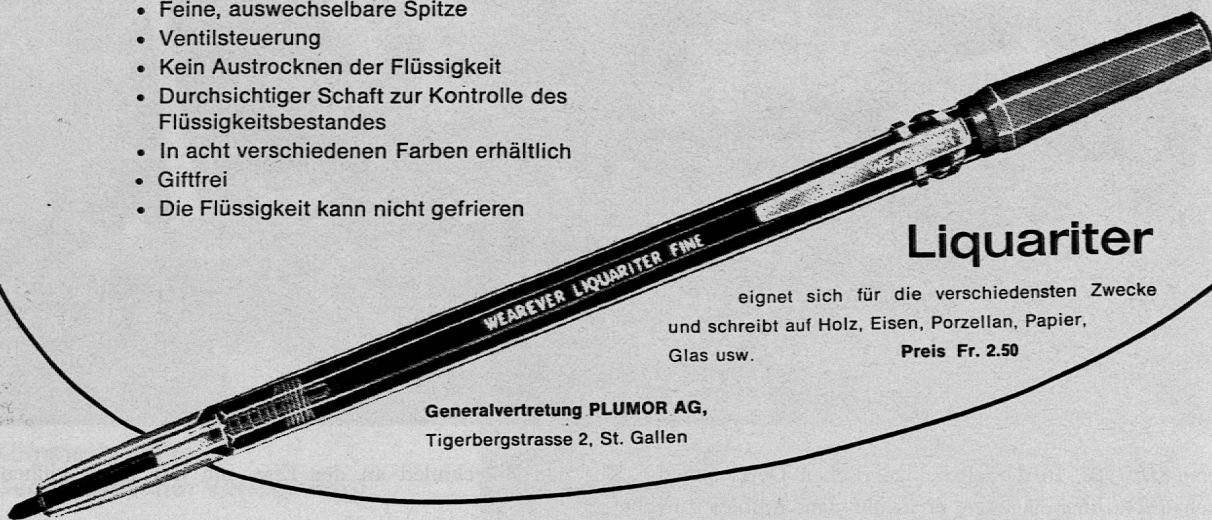 • Feine, auswechselbare Spitze
• Ventilsteuerung
• Kein Austrocknen der Flüssigkeit
• Durchsichtiger Schaft zur Kontrolle des
Flüssigkeitsbestandes
• In acht verschiedenen Farben erhältlich
• Giftfrei
• Die Flüssigkeit kann nicht gefrieren
WEAREVER LIQUARITER FINE
Liquariter
eignet sich für die verschiedensten Zwecke
und schreibt auf Holz, Eisen, Porzellan, Papier,
Glas usw. Preis Fr. 2.50
Generalvertretung PLUMOR AG,
Tigerbergstrasse 2, St. Gallen